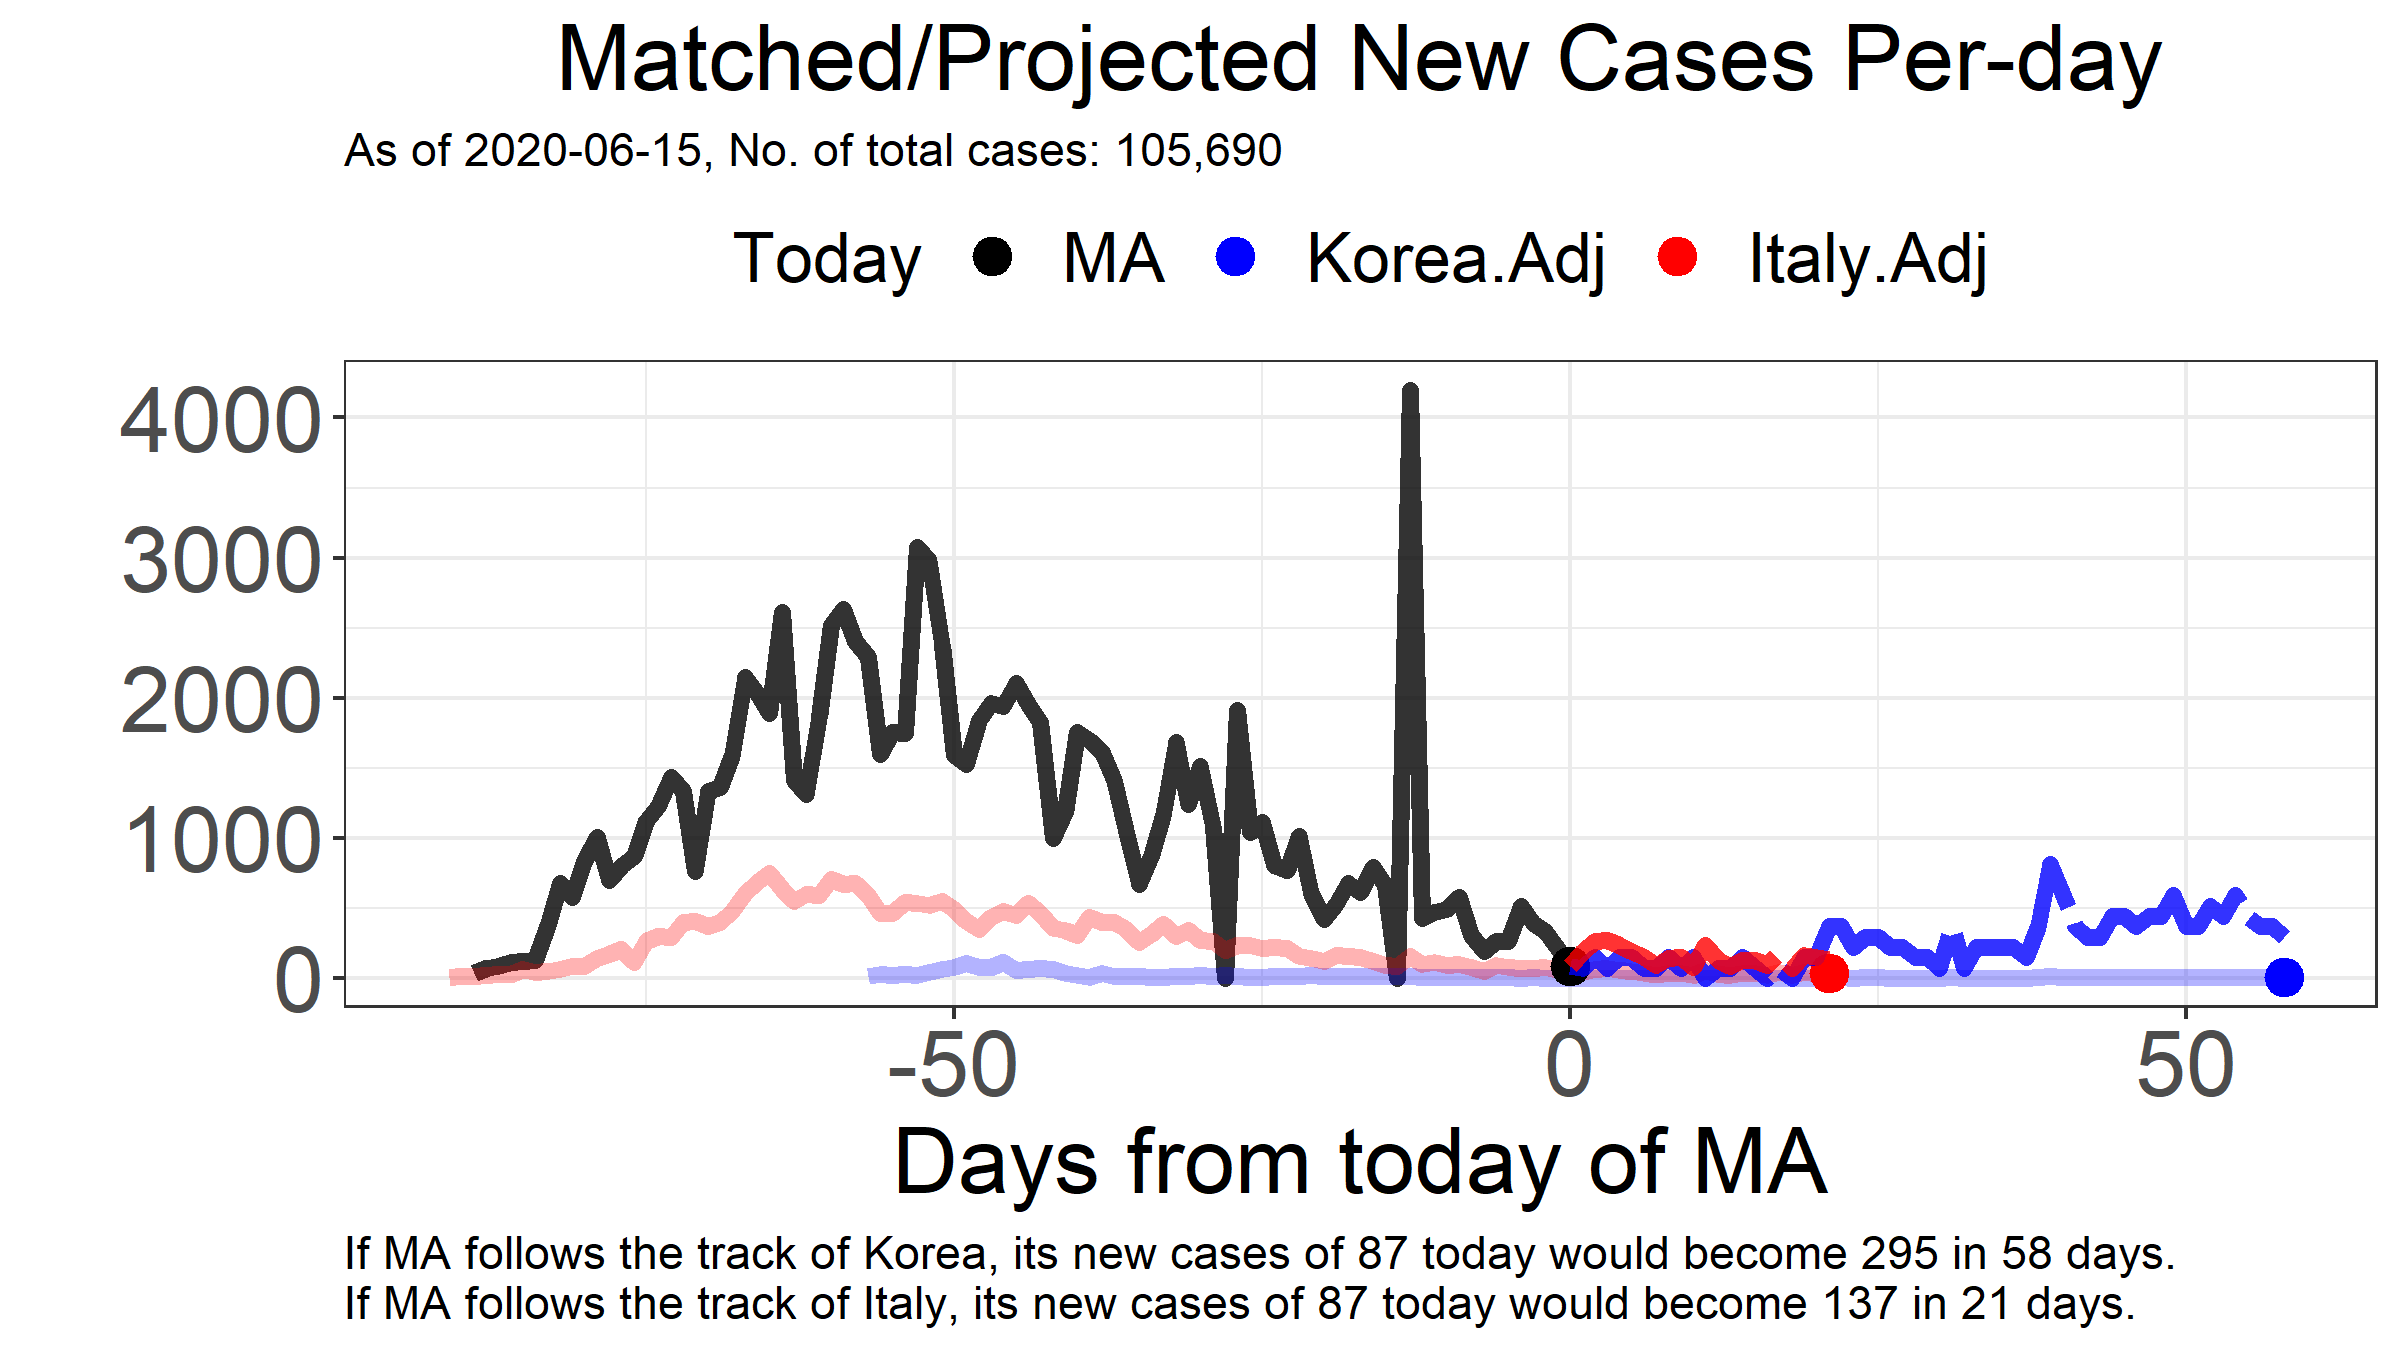 Matched/Projected New Cases Per-day
As of 2020-06-15, No. of total cases: 105,690
Today MA Korea.Adj Italy.Adj
4000
3000
2000
1000
0
-50 0 50
Days from today of MA
If MA follows the track of Korea, its new cases of 87 today would become 295 in 58 days.
If MA follows the track of Italy, its new cases of 87 today would become 137 in 21 days.